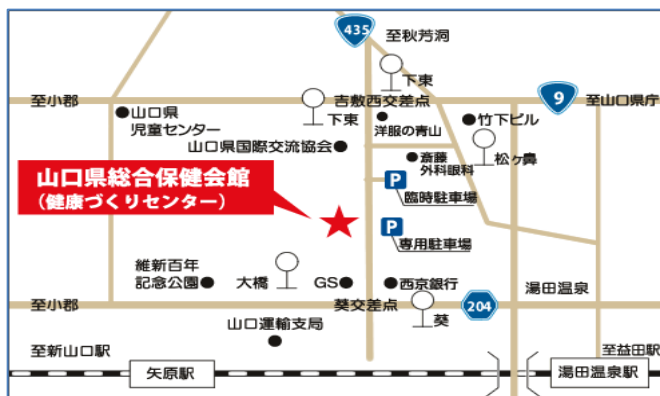 435
至秋芳洞
下東
至小郡
吉敷西交差点
9
至山口県庁
山口県
児童センター
下東
洋服の青山
竹下ビル
山口県国際交流協会
斎藤
外科眼科
松ヶ鼻
山口県総合保健会館
(健康づくりセンター)
P
臨時駐車場
P
専用駐車場
維新百年
記念公園
大橋
GS
西京銀行
湯田温泉
至小郡
葵交差点
葵
204
山口運輸支局
至新山口駅
至益田駅
矢原駅
湯田温泉駅